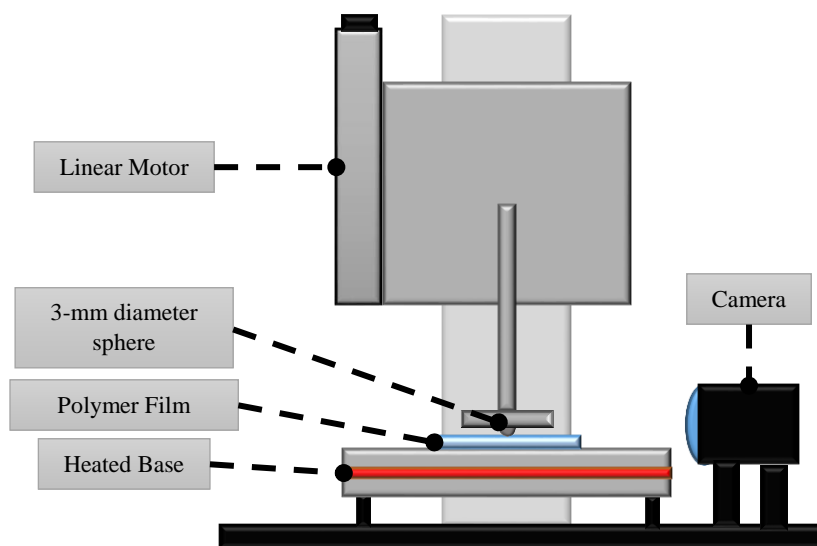 Linear Motor
3-mm diameter
sphere
Camera
Polymer Film
Heated Base